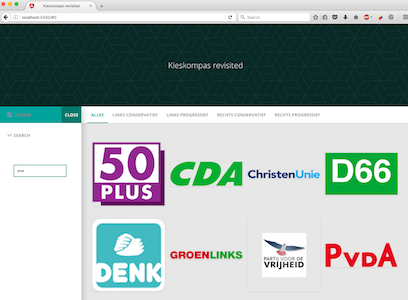 Kieskompas revisited
localhost:4200/#/
Search
Kieskompas revisited
CLOSE
ALLES
LINKS CONSERVATIEF
LINKS PROGRESSIEF
RECHTS CONSERVATIEF
RECHTS PROGRESSIEF
SEARCH
50
PLUS
CDA
ChristenUnie
D66
DENK
GROENLINKS
PARTIJ VOOR DE
VRIJHEID
PvdA